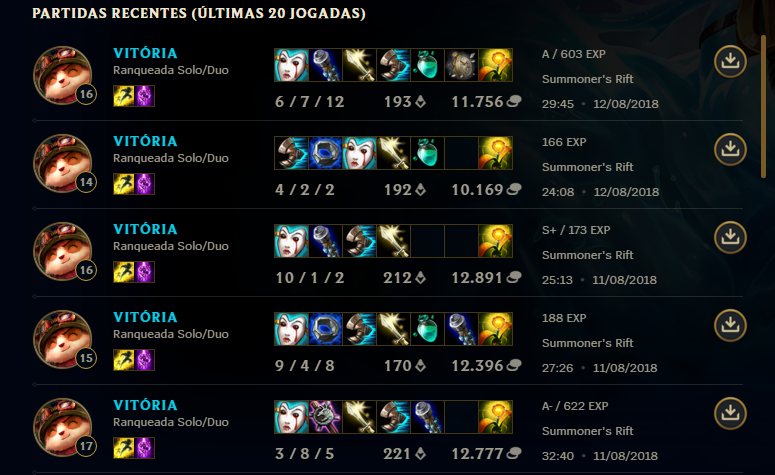 PARTIDAS RECENTES (ÚLTIMAS 20 JOGADAS)
16
VITÓRIA
Ranqueada Solo/Duo
6 / 7 / 12 193 11.756
A / 603 EXP
Summoner's Rift
29:45 • 12/08/2018
14
VITÓRIA
Ranqueada Solo/Duo
4 / 2 / 2 192 10.169
166 EXP
Summoner's Rift
24:08 • 12/08/2018
16
VITÓRIA
Ranqueada Solo/Duo
10 / 1 / 2 212 12.891
S+ / 173 EXP
Summoner's Rift
25:13 • 11/08/2018
15
VITÓRIA
Ranqueada Solo/Duo
9 / 4 / 8 170 12.396
188 EXP
Summoner's Rift
27:26 • 11/08/2018
17
VITÓRIA
Ranqueada Solo/Duo
3 / 8 / 5 221 12.777
A- / 622 EXP
Summoner's Rift
32:40 • 11/08/2018